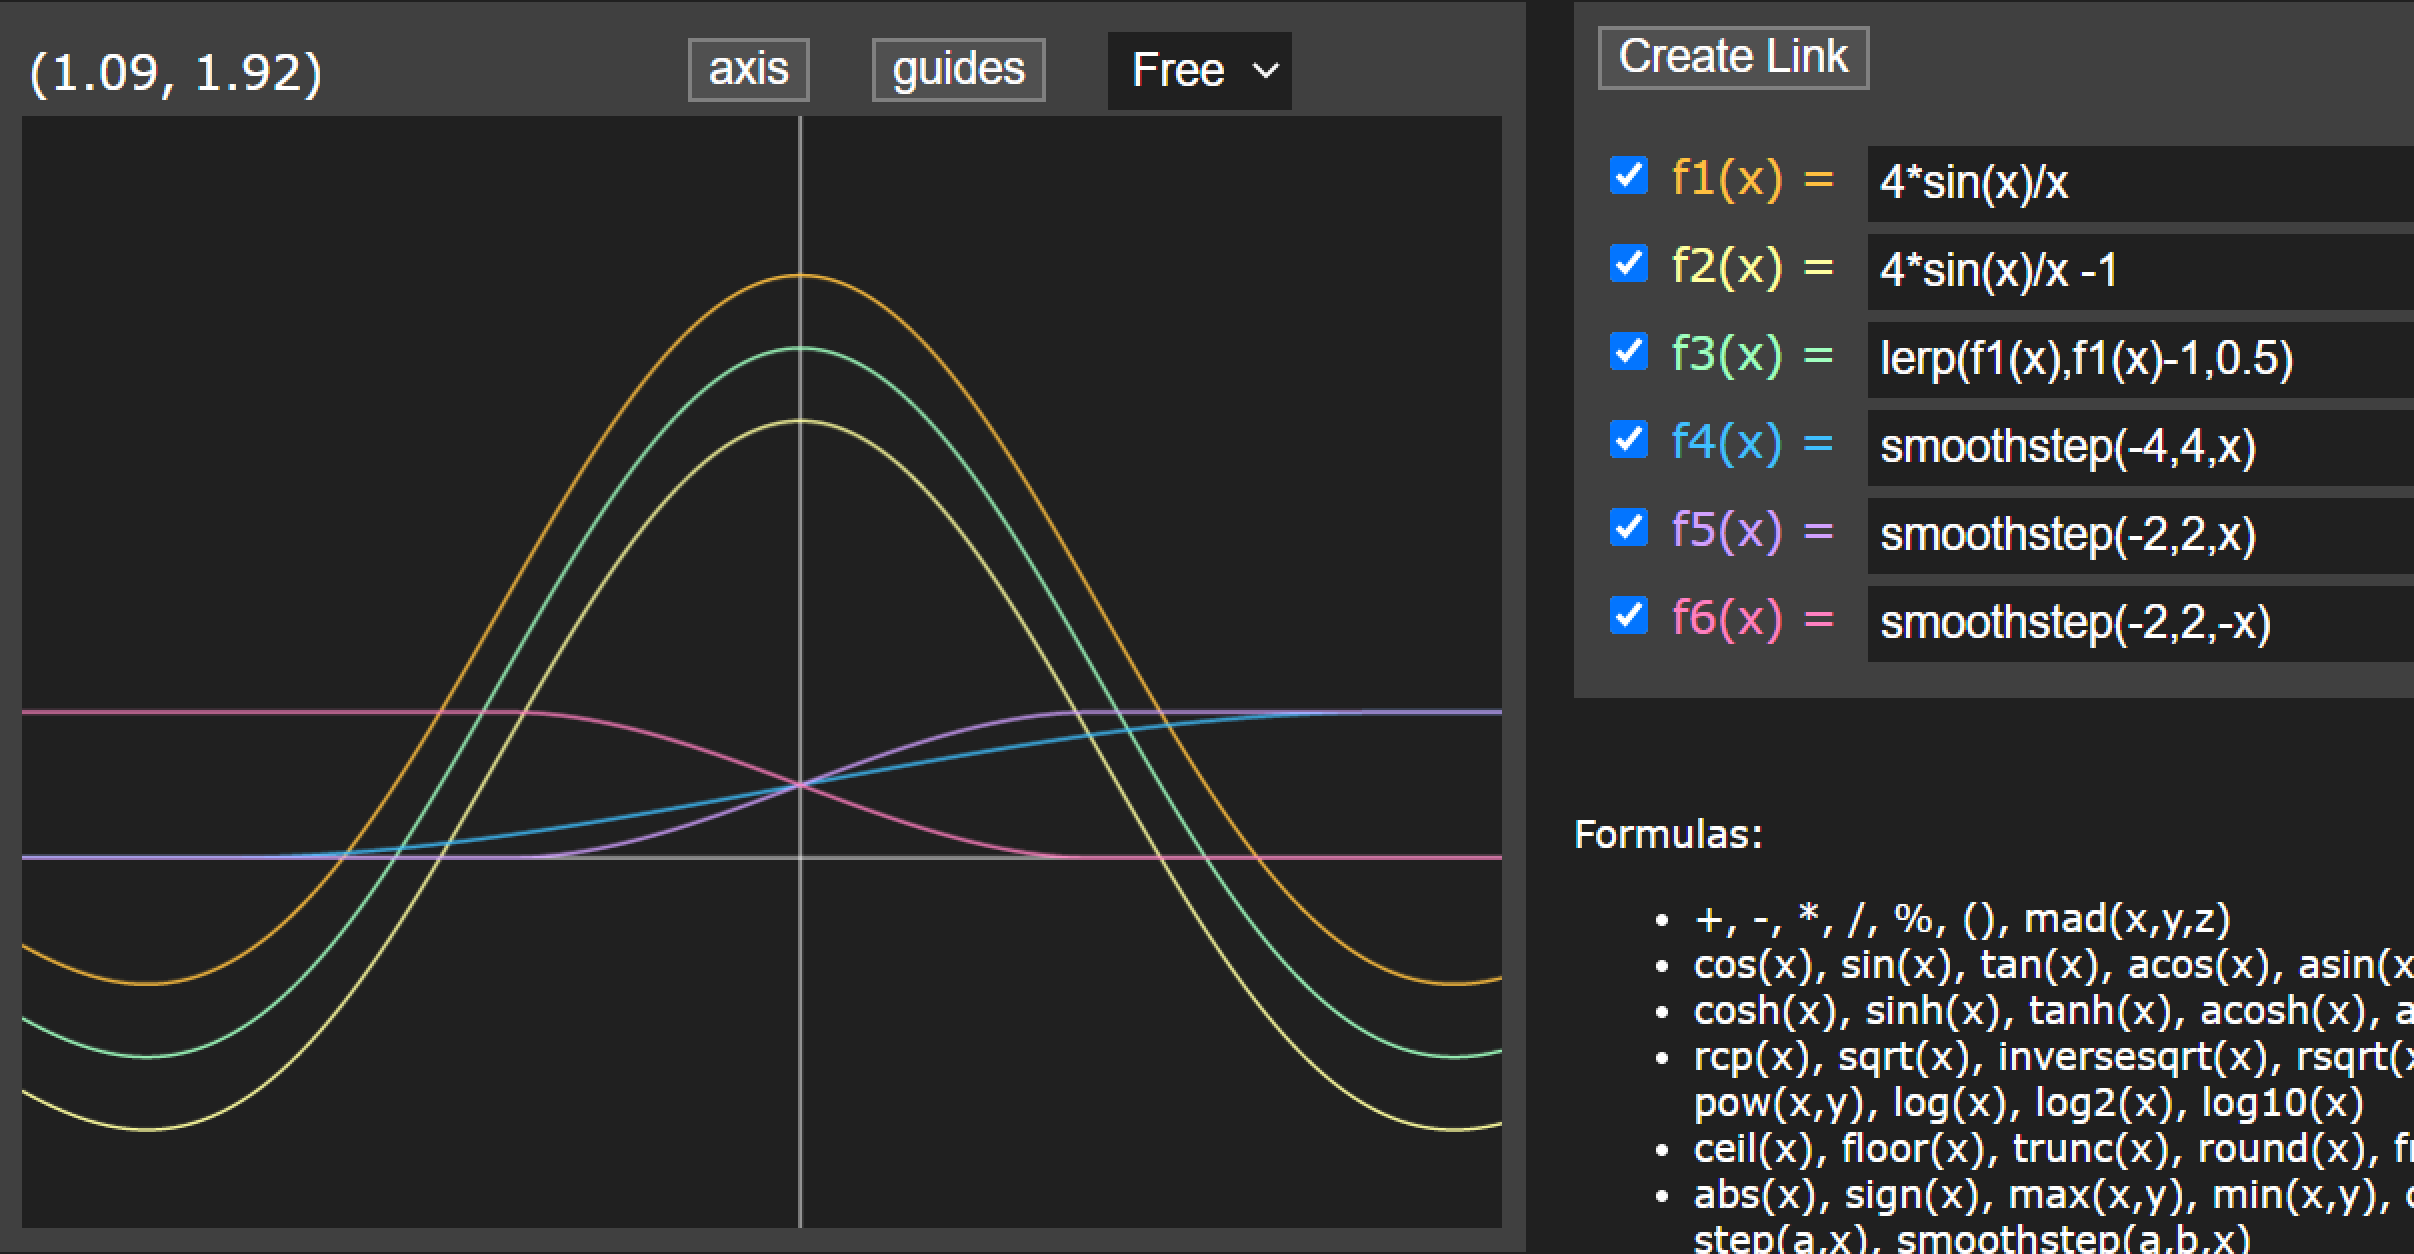 (1.09, 1.92)
axis
guides
Free
Create Link
f1(x) = 4*sin(x)/x
f2(x) = 4*sin(x)/x -1
f3(x) = lerp(f1(x),f1(x)-1,0.5)
f4(x) = smoothstep(-4,4,x)
f5(x) = smoothstep(-2,2,x)
f6(x) = smoothstep(-2,2,-x)
Formulas:
+, -, *, /, %, (), mad(x,y,z)
cos(x), sin(x), tan(x), acos(x), asin(x
cosh(x), sinh(x), tanh(x), acosh(x), a
rcp(x), sqrt(x), inversesqrt(x), rsqrt(x
pow(x,y), log(x), log2(x), log10(x)
ceil(x), floor(x), trunc(x), round(x),
abs(x), sign(x), max(x,y), min(x,y),
step(a,x), smoothstep(a,b,x)